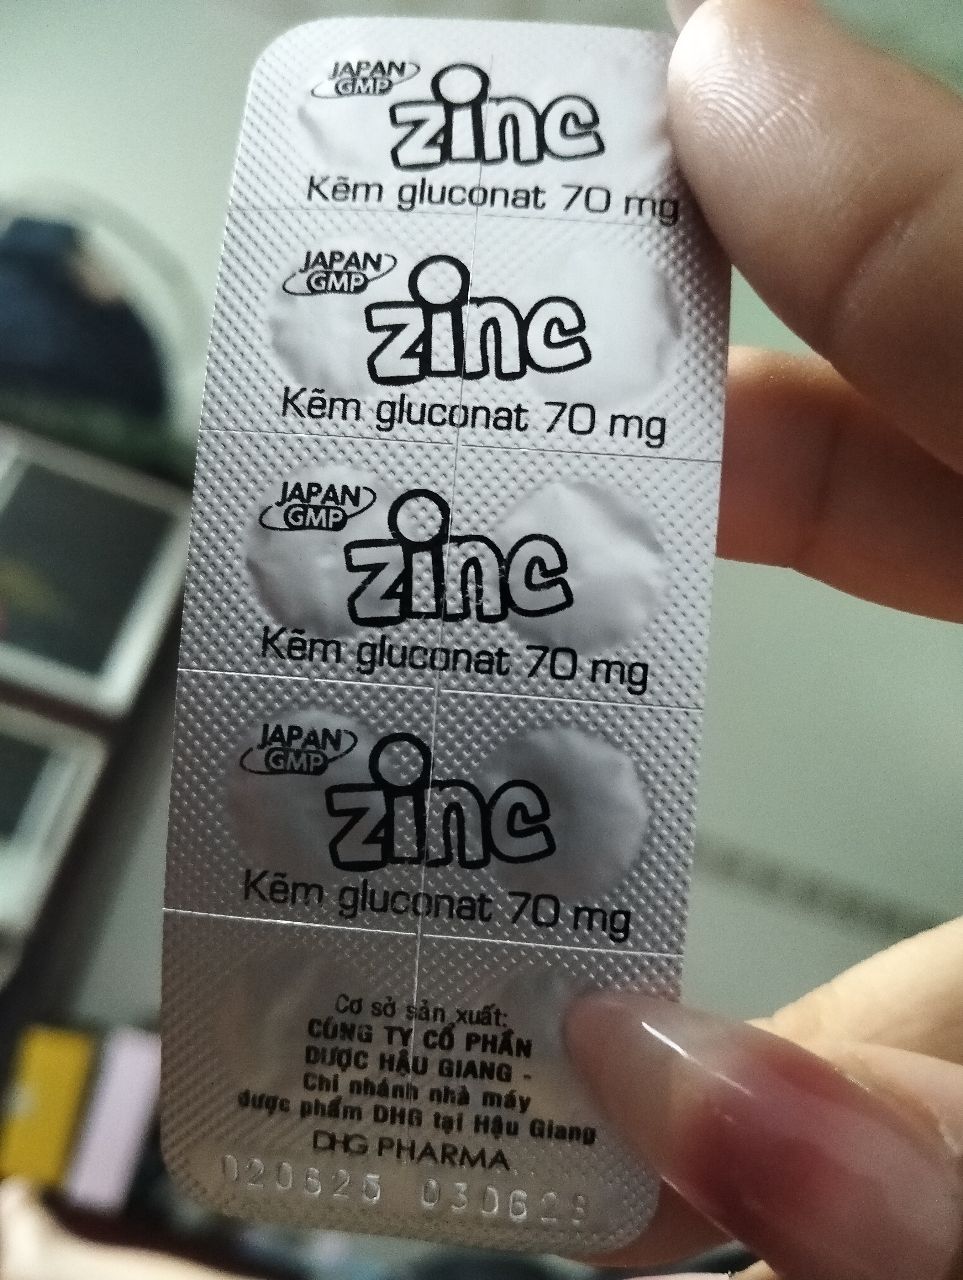 JAPAN
GMP
zinc
Kẽm gluconat 70 mg
JAPAN
GMP
zinc
Kẽm gluconat 70 mg
JAPAN
GMP
zinc
Kẽm gluconat 70 mg
JAPAN
GMP
zinc
Kẽm gluconat 70 mg
Cơ sở sản xuất:
CÔNG TY CỔ PHẦN
DƯỢC HẬU GIANG -
Chi nhánh nhà máy
dược phẩm DHG tại Hậu Giang
DHG PHARMA
020625